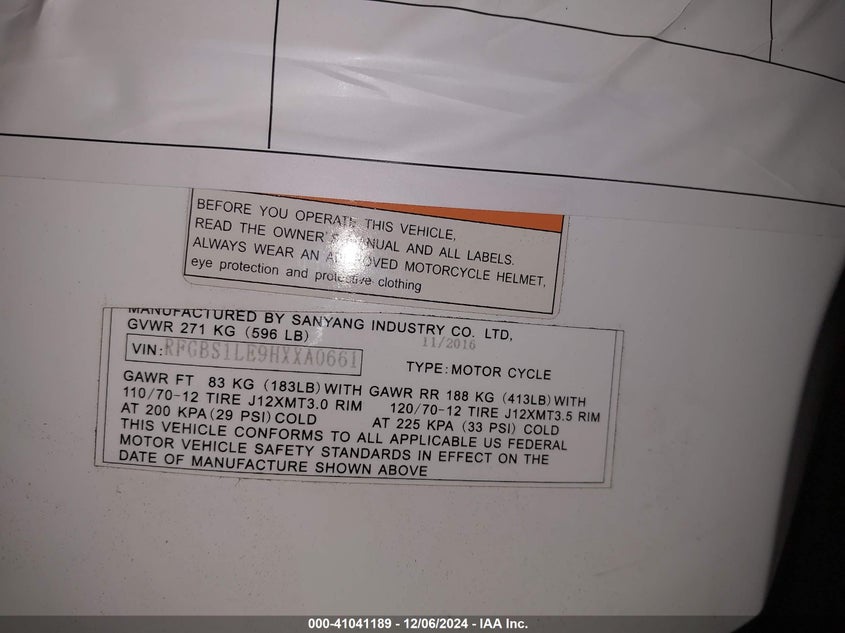 BEFORE YOU OPERATE THIS VEHICLE,
READ THE OWNER'S MANUAL AND ALL LABELS.
ALWAYS WEAR AN APPROVED MOTORCYCLE HELMET,
eye protection and protective clothing
MANUFACTURED BY SANYANG INDUSTRY CO. LTD,
GVWR 271 KG (596 LB) 11/2016
VIN: RFGBS1LE9HXXA0661 TYPE: MOTOR CYCLE
GAWR FT 83 KG (183LB) WITH GAWR RR 188 KG (413LB) WITH
110/70-12 TIRE J12XMT3.0 RIM 120/70-12 TIRE J12XMT3.5 RIM
AT 200 KPA (29 PSI) COLD AT 225 KPA (33 PSI) COLD
THIS VEHICLE CONFORMS TO ALL APPLICABLE US FEDERAL
MOTOR VEHICLE SAFETY STANDARDS IN EFFECT ON THE
DATE OF MANUFACTURE SHOWN ABOVE
000-41041189 - 12/06/2024 - IAA Inc.